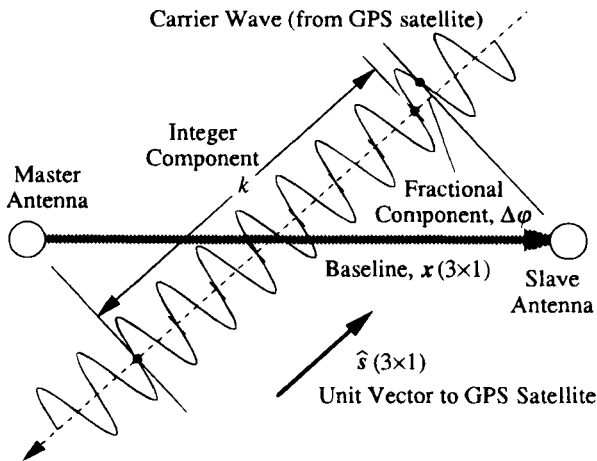 Carrier Wave (from GPS satellite)
Integer
Component
k
Master
Antenna
Fractional
Component, Δφ
Baseline, x (3×1)
Slave
Antenna
ŝ (3×1)
Unit Vector to GPS Satellite